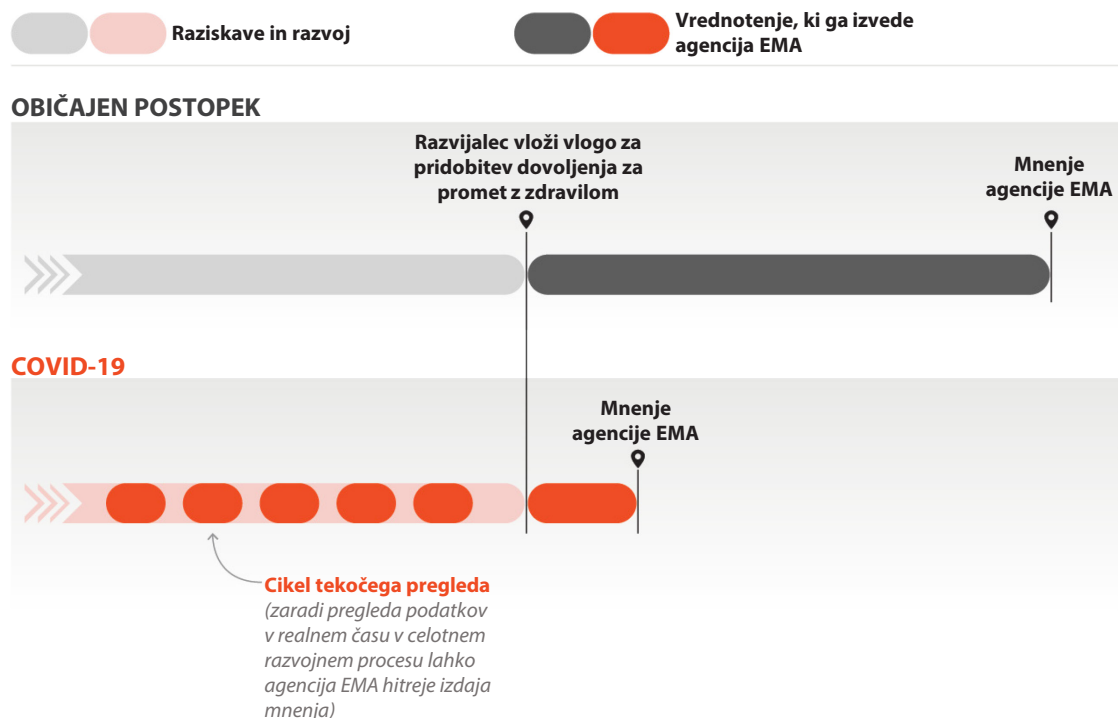 Raziskave in razvoj
Vrednotenje, ki ga izvede
agencija EMA
OBIČAJEN POSTOPEK
Razvijalec vloži vlogo za
pridobitev dovoljenja za
promet z zdravilom
Mnenje
agencije EMA
COVID-19
Mnenje
agencije EMA
Cikel tekočega pregleda
(zaradi pregleda podatkov
v realnem času v celotnem
razvojnem procesu lahko
agencija EMA hitreje izdaja
mnenja)